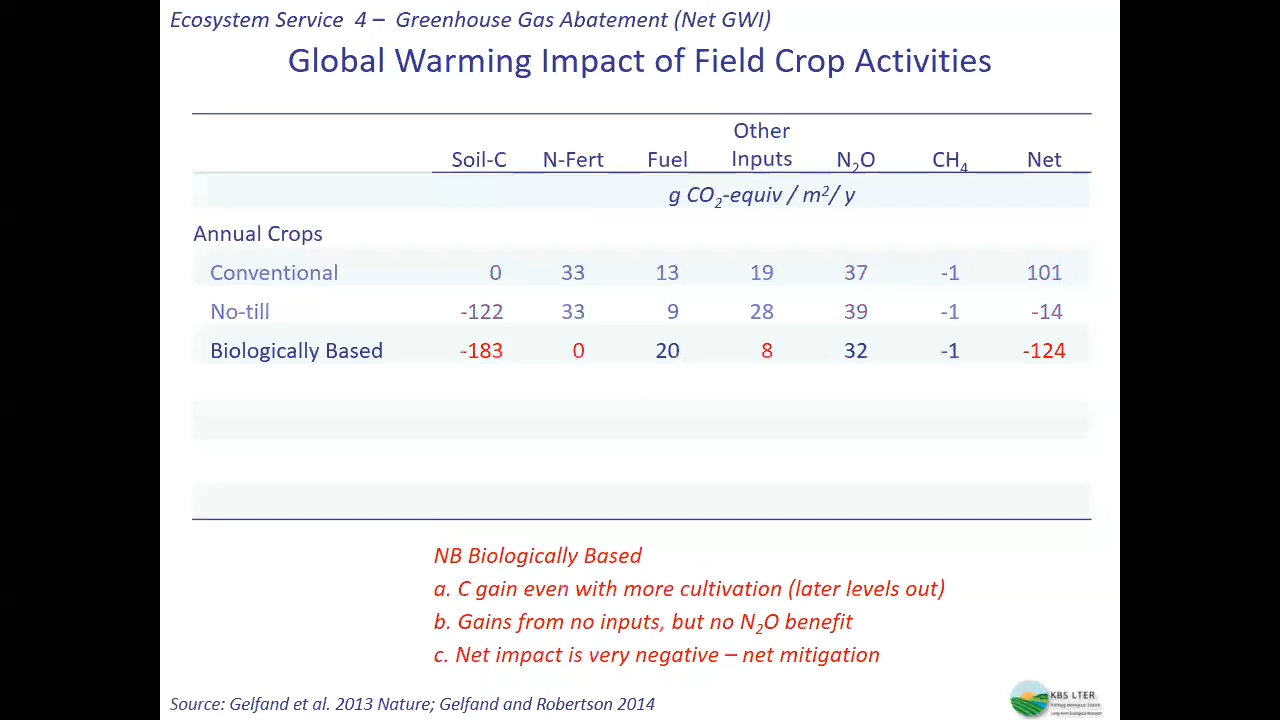 Ecosystem Service 4 – Greenhouse Gas Abatement (Net GWI)
Global Warming Impact of Field Crop Activities
Soil-C N-Fert Fuel Other Inputs N2O CH4 Net
g CO2-equiv / m2/ y
Annual Crops
Conventional 0 33 13 19 37 -1 101
No-till -122 33 9 28 39 -1 -14
Biologically Based -183 0 20 8 32 -1 -124
NB Biologically Based
a. C gain even with more cultivation (later levels out)
b. Gains from no inputs, but no N2O benefit
c. Net impact is very negative – net mitigation
Source: Gelfand et al. 2013 Nature; Gelfand and Robertson 2014
KBS LTER